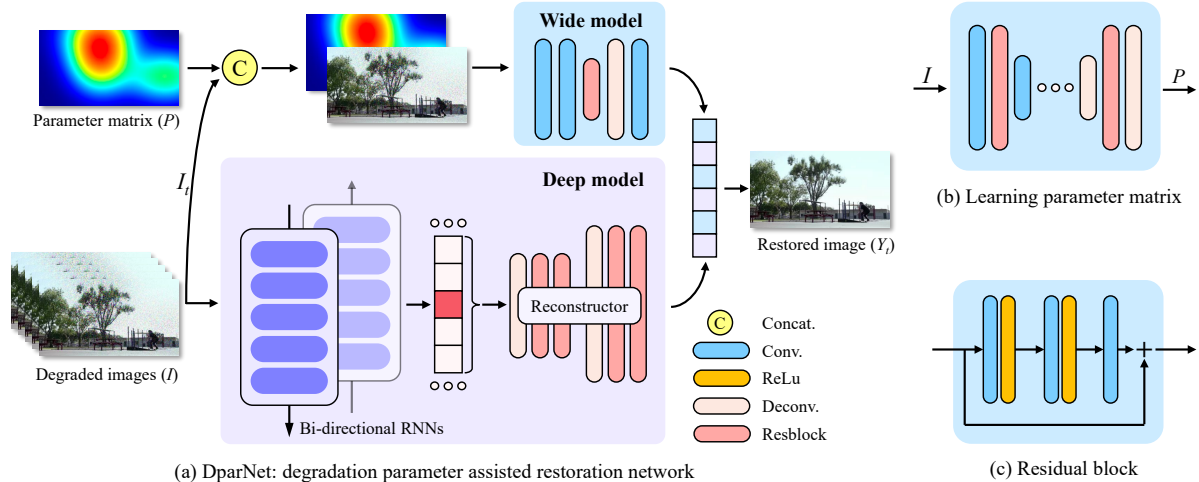 Wide model
C
Parameter matrix (P)
I_t
Deep model
Reconstructor
Bi-directional RNNs
Degraded images (I)
Restored image (Y_t)
C Concat.
Conv.
ReLu
Deconv.
Resblock
(a) DparNet: degradation parameter assisted restoration network
I
P
(b) Learning parameter matrix
+
(c) Residual block